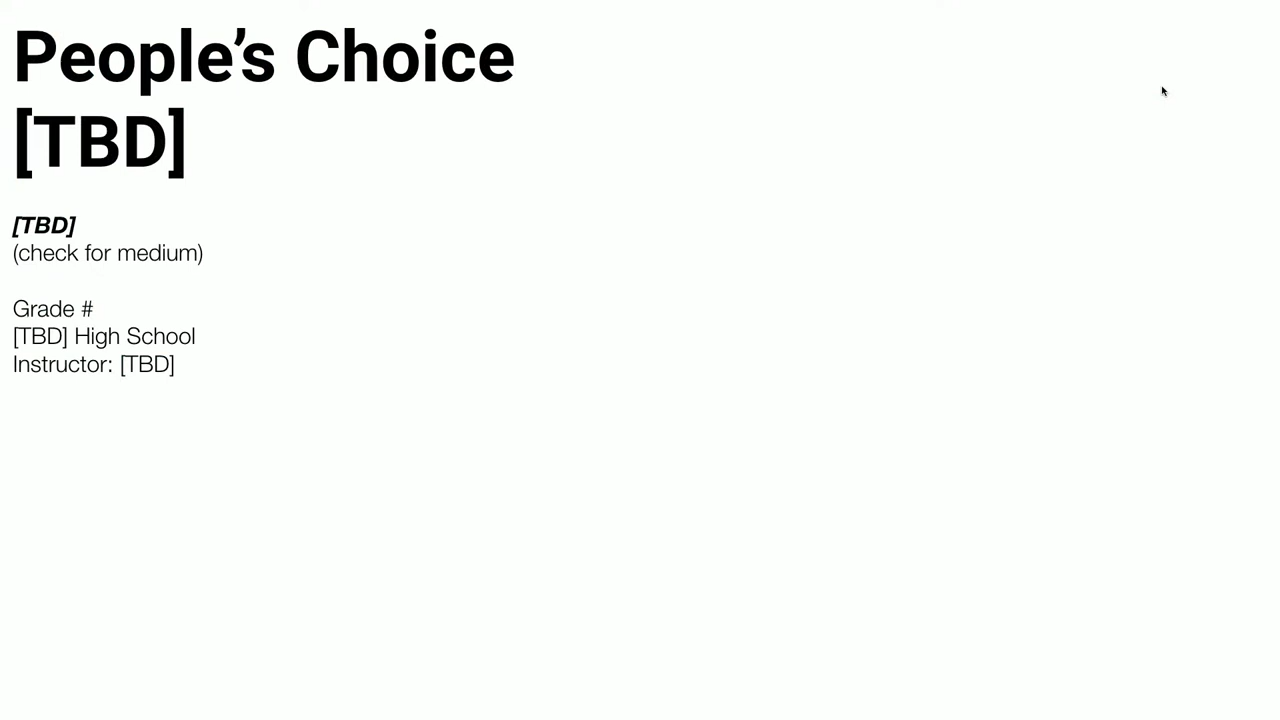 People’s Choice
[TBD]
[TBD]
(check for medium)
Grade #
[TBD] High School
Instructor: [TBD]